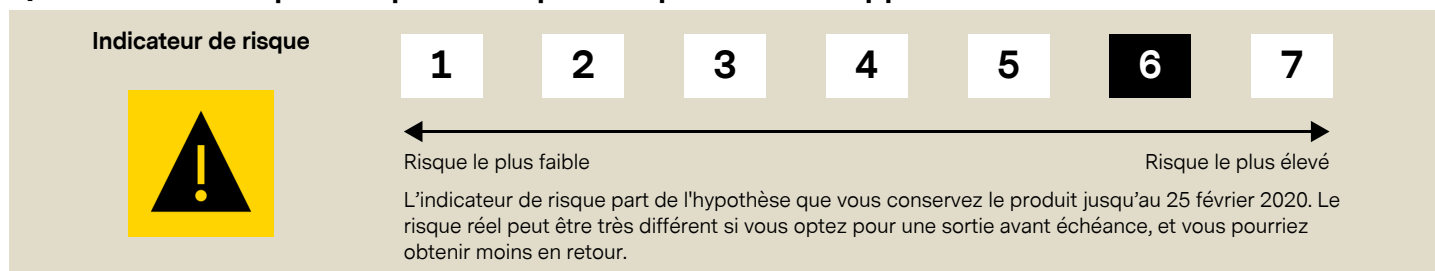 Indicateur de risque
1 2 3 4 5 6 7
Risque le plus faible
Risque le plus élevé
L'indicateur de risque part de l'hypothèse que vous conservez le produit jusqu'au 25 février 2020. Le
risque réel peut être très différent si vous optez pour une sortie avant échéance, et vous pourriez
obtenir moins en retour.